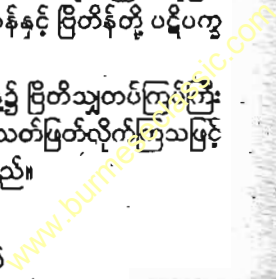 န်နှင့် ဗြိတိန်တို့ ပဋိပက္ခ
၌ ဗြိတိသျှတပ်ကြပ်ကြီး
သတ်ဖြတ်လိုက်ကြသဖြင့်
ည်။
www.burmeseclassic.com